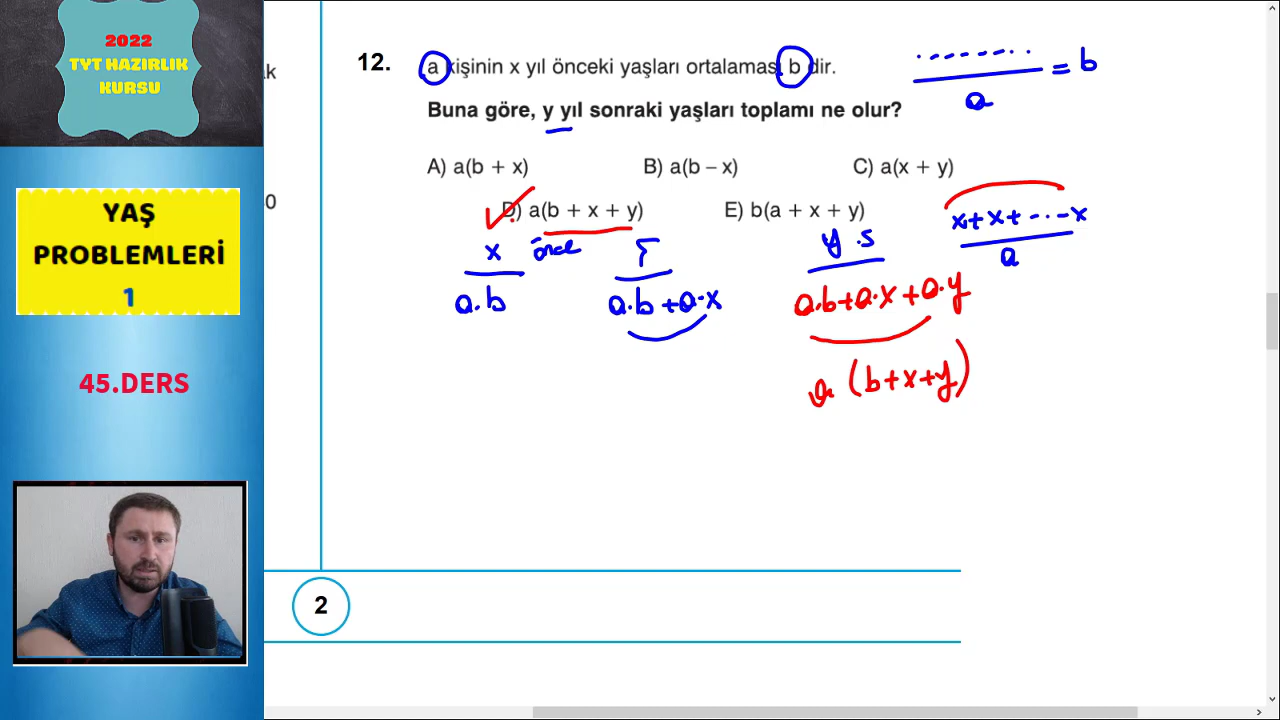 2022
TYT HAZIRLIK
KURSU
ak
YAŞ
PROBLEMLERİ
1
45.DERS
12. a kişinin x yıl önceki yaşları ortalaması b dir.
Buna göre, y yıl sonraki yaşları toplamı ne olur?
A) a(b + x) B) a(b – x) C) a(x + y)
D) a(b + x + y) E) b(a + x + y)
a = b
x+x+ ... x
a
x önce
a.b
ş
a.b+a.x
y.s
a.b+a.x+a.y
a (b+x+y)
2